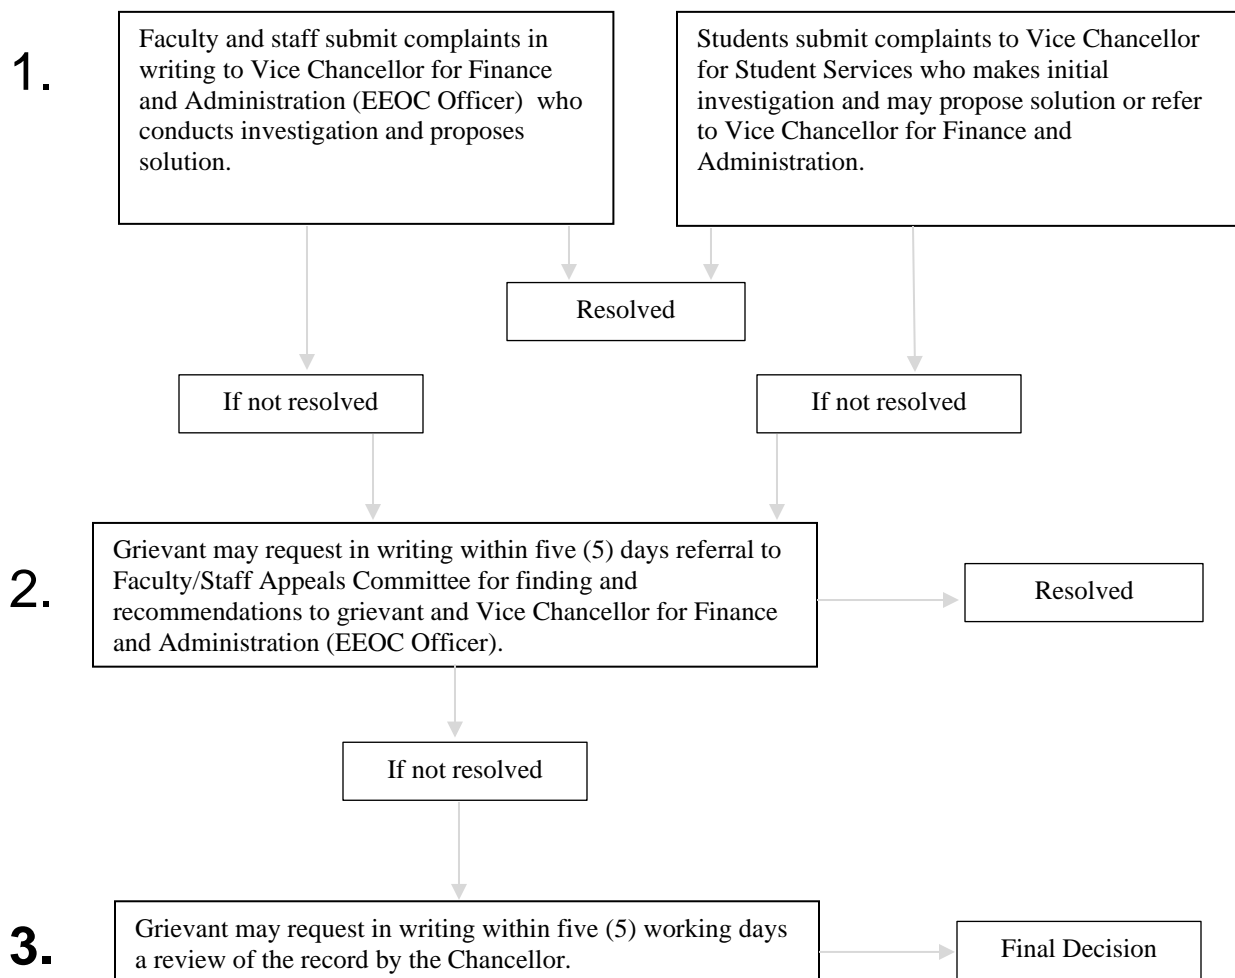 1.
Faculty and staff submit complaints in
writing to Vice Chancellor for Finance
and Administration (EEOC Officer)  who
conducts investigation and proposes
solution.
Students submit complaints to Vice Chancellor
for Student Services who makes initial
investigation and may propose solution or refer
to Vice Chancellor for Finance and
Administration.
Resolved
If not resolved
If not resolved
2.
Grievant may request in writing within five (5) days referral to
Faculty/Staff Appeals Committee for finding and
recommendations to grievant and Vice Chancellor for Finance
and Administration (EEOC Officer).
Resolved
If not resolved
3.
Grievant may request in writing within five (5) working days
a review of the record by the Chancellor.
Final Decision